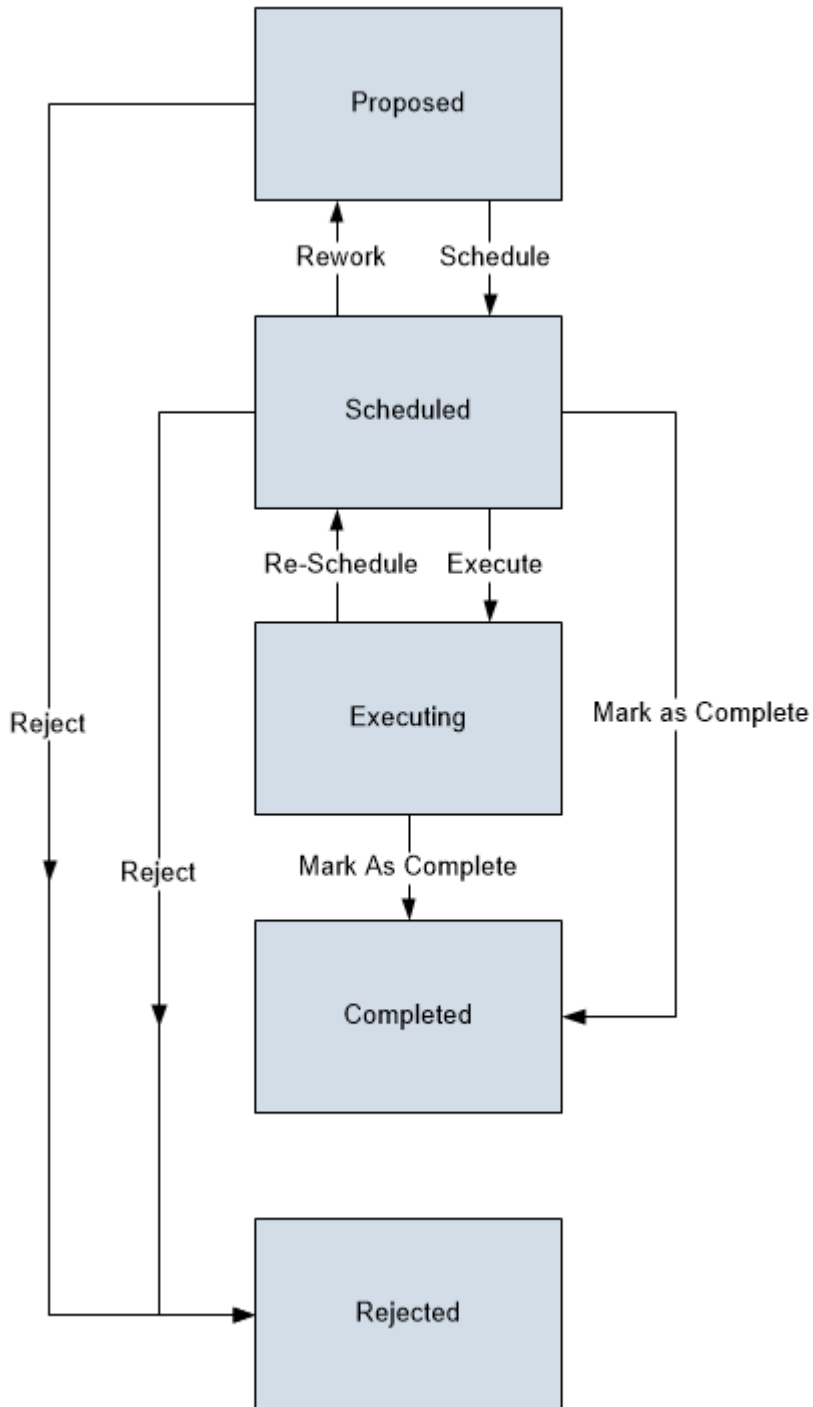 Proposed
Rework
Schedule
Scheduled
Re-Schedule
Execute
Executing
Mark as Complete
Reject
Mark As Complete
Reject
Completed
Rejected